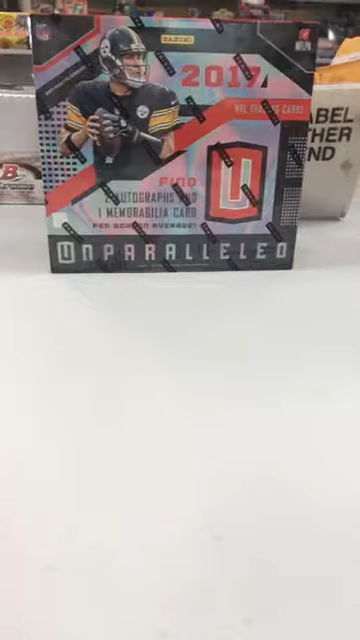 PANINI
2017
NFL TRADING CARDS
FIND
2 AUTOGRAPHS AND
1 MEMORABILIA CARD
PER BOX, ON AVERAGE!
U
UNPARALLELED
ABEL
THER
ND
B